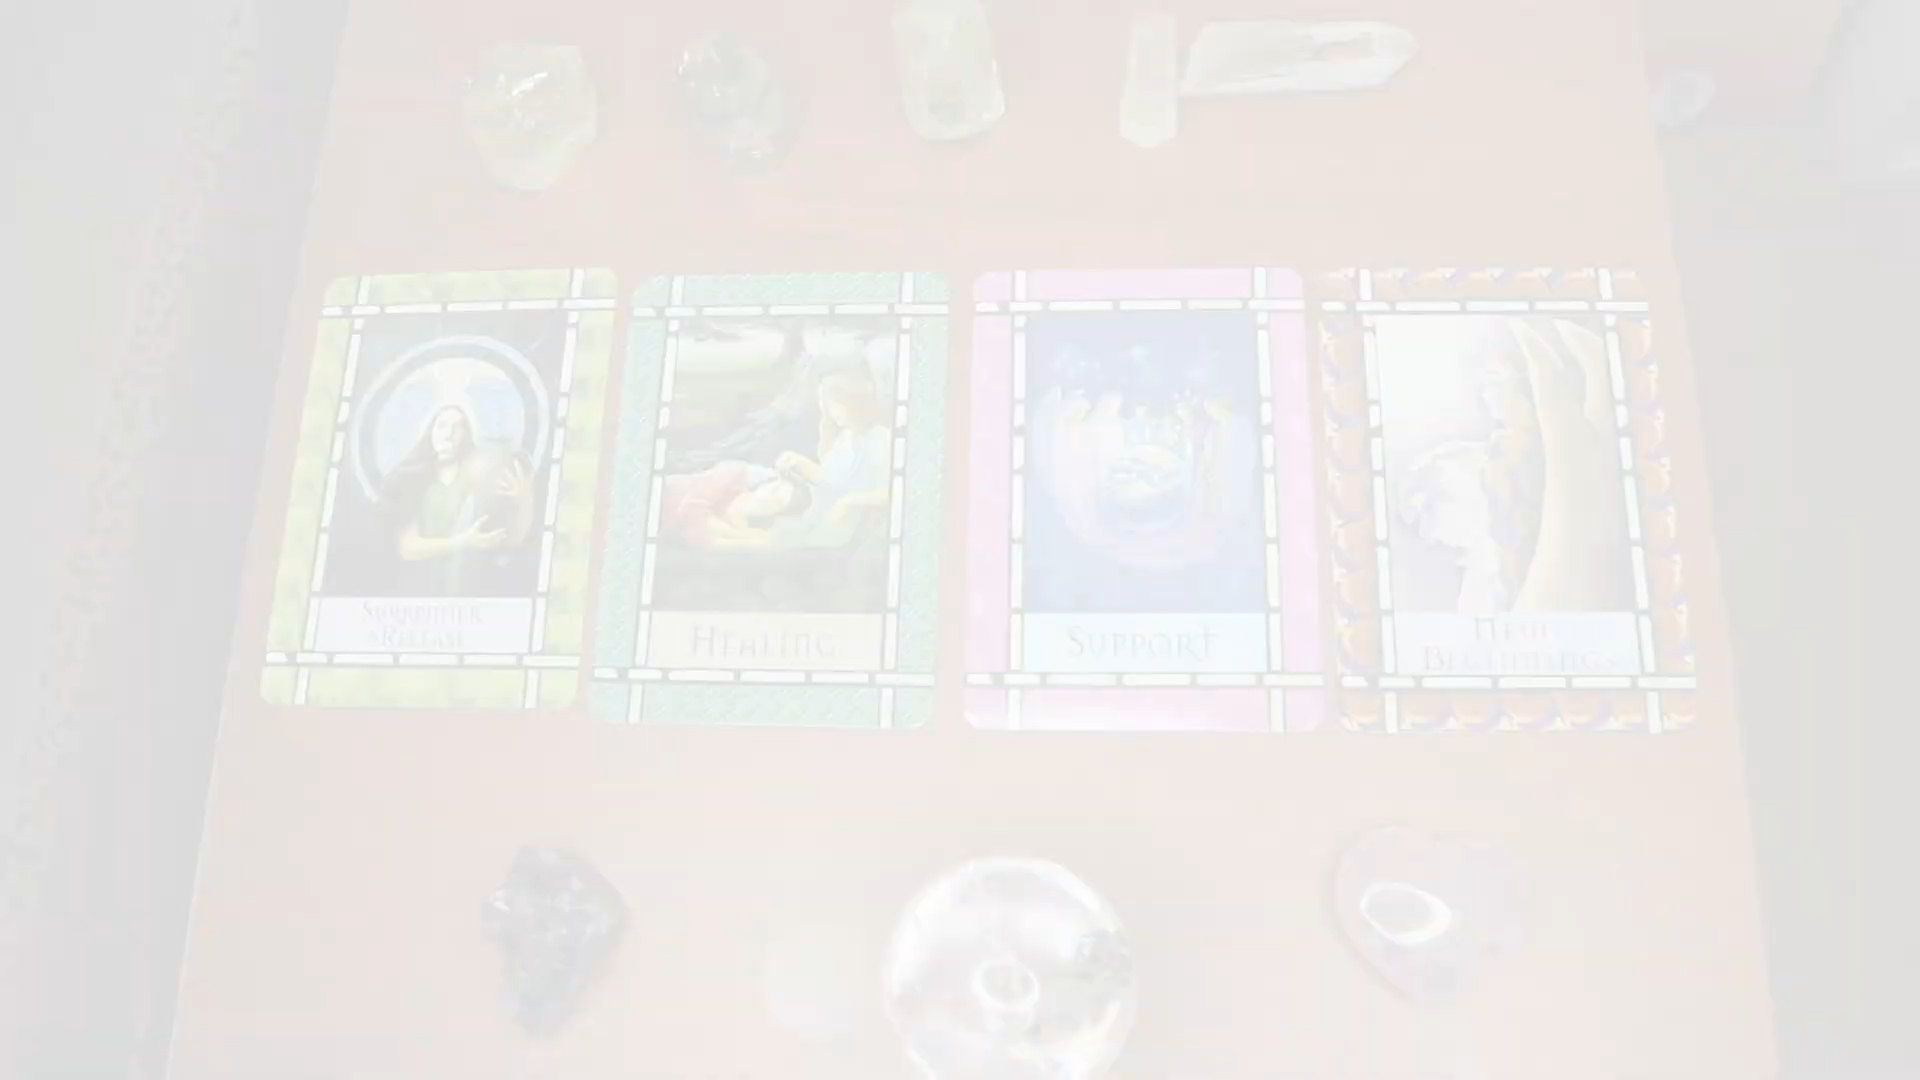 Surrender
& Release
Healing
Support
New
Beginnings